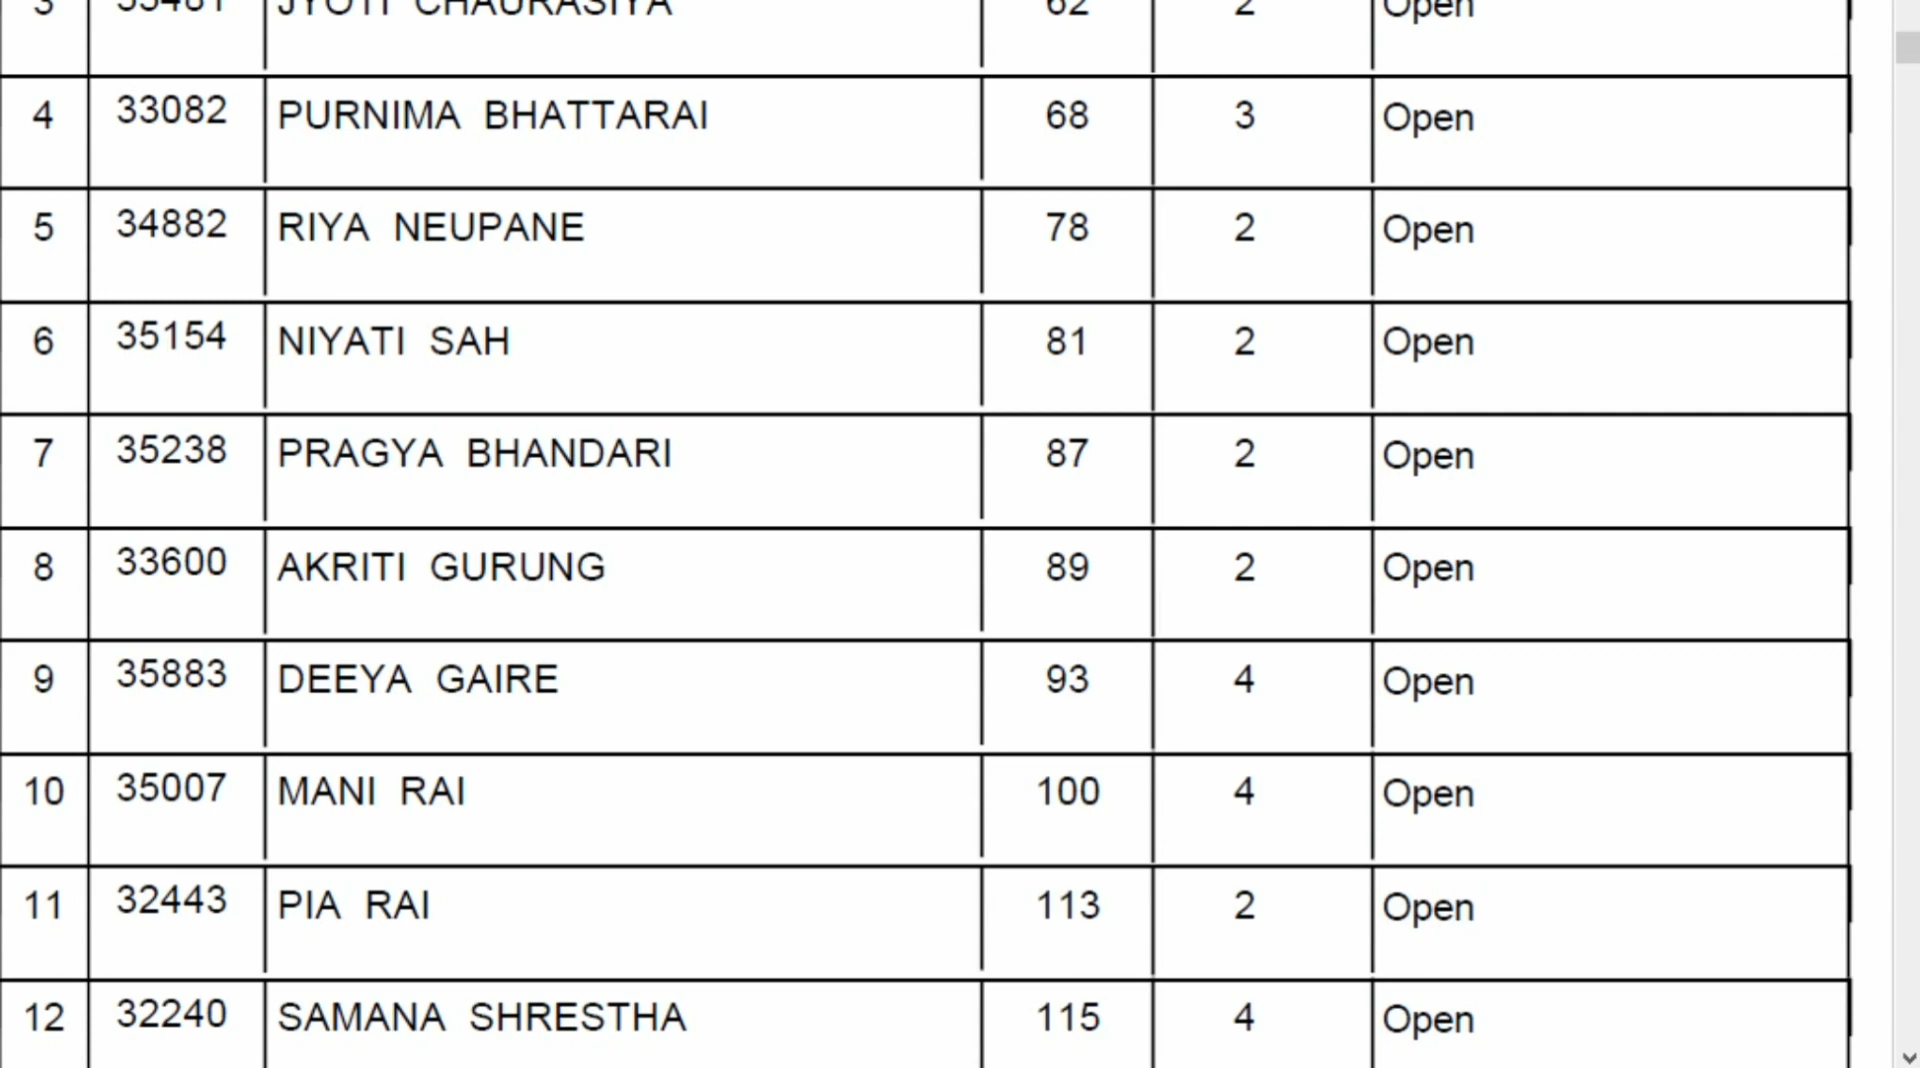 3 35481 JYOTI CHAURASIYA 62 2 Open
4 33082 PURNIMA BHATTARAI 68 3 Open
5 34882 RIYA NEUPANE 78 2 Open
6 35154 NIYATI SAH 81 2 Open
7 35238 PRAGYA BHANDARI 87 2 Open
8 33600 AKRITI GURUNG 89 2 Open
9 35883 DEEYA GAIRE 93 4 Open
10 35007 MANI RAI 100 4 Open
11 32443 PIA RAI 113 2 Open
12 32240 SAMANA SHRESTHA 115 4 Open